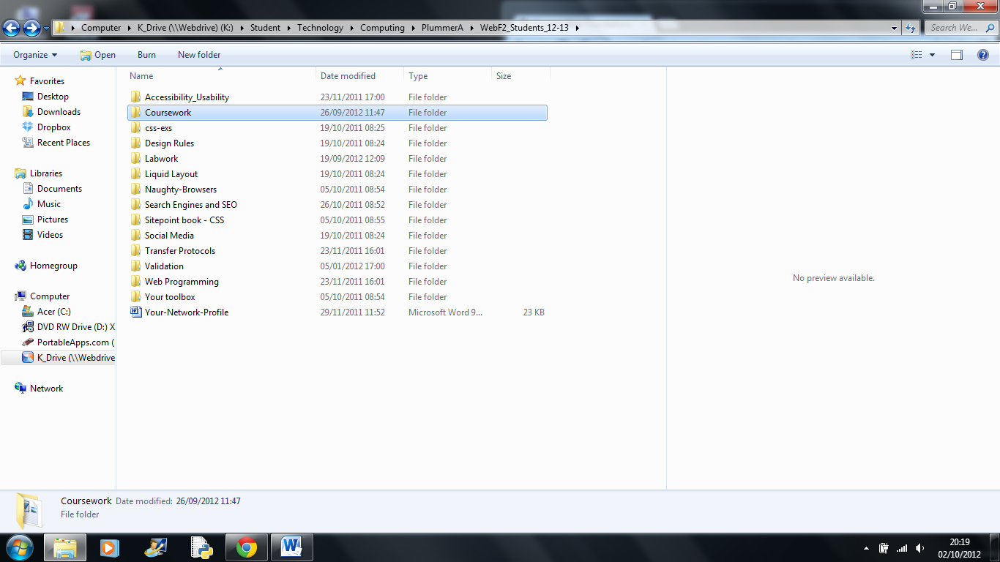 Computer K_Drive (\\Webdrive) (K:) Student Technology Computing PlummerA WebF2_Students_12-13 Search We...
Organize Open Burn New folder
Name Date modified Type Size
Accessibility_Usability 23/11/2011 17:00 File folder
Coursework 26/09/2012 11:47 File folder
css-exs 19/10/2011 08:25 File folder
Design Rules 19/10/2011 08:24 File folder
Labwork 19/09/2012 12:09 File folder
Liquid Layout 19/10/2011 08:24 File folder
Naughty-Browsers 05/10/2011 08:54 File folder
Search Engines and SEO 26/10/2011 08:52 File folder
Sitepoint book - CSS 05/10/2011 08:55 File folder
Social Media 19/10/2011 08:24 File folder
Transfer Protocols 23/11/2011 16:01 File folder
Validation 05/01/2012 17:00 File folder
Web Programming 23/11/2011 16:01 File folder
Your toolbox 05/10/2011 08:54 File folder
Your-Network-Profile 29/11/2011 11:52 Microsoft Word 9... 23 KB
Favorites
Desktop
Downloads
Dropbox
Recent Places
Libraries
Documents
Music
Pictures
Videos
Homegroup
Computer
Acer (C:)
DVD RW Drive (D:) X
PortableApps.com (
K_Drive (\\Webdrive
Network
No preview available.
Coursework Date modified: 26/09/2012 11:47
File folder
20:19
02/10/2012